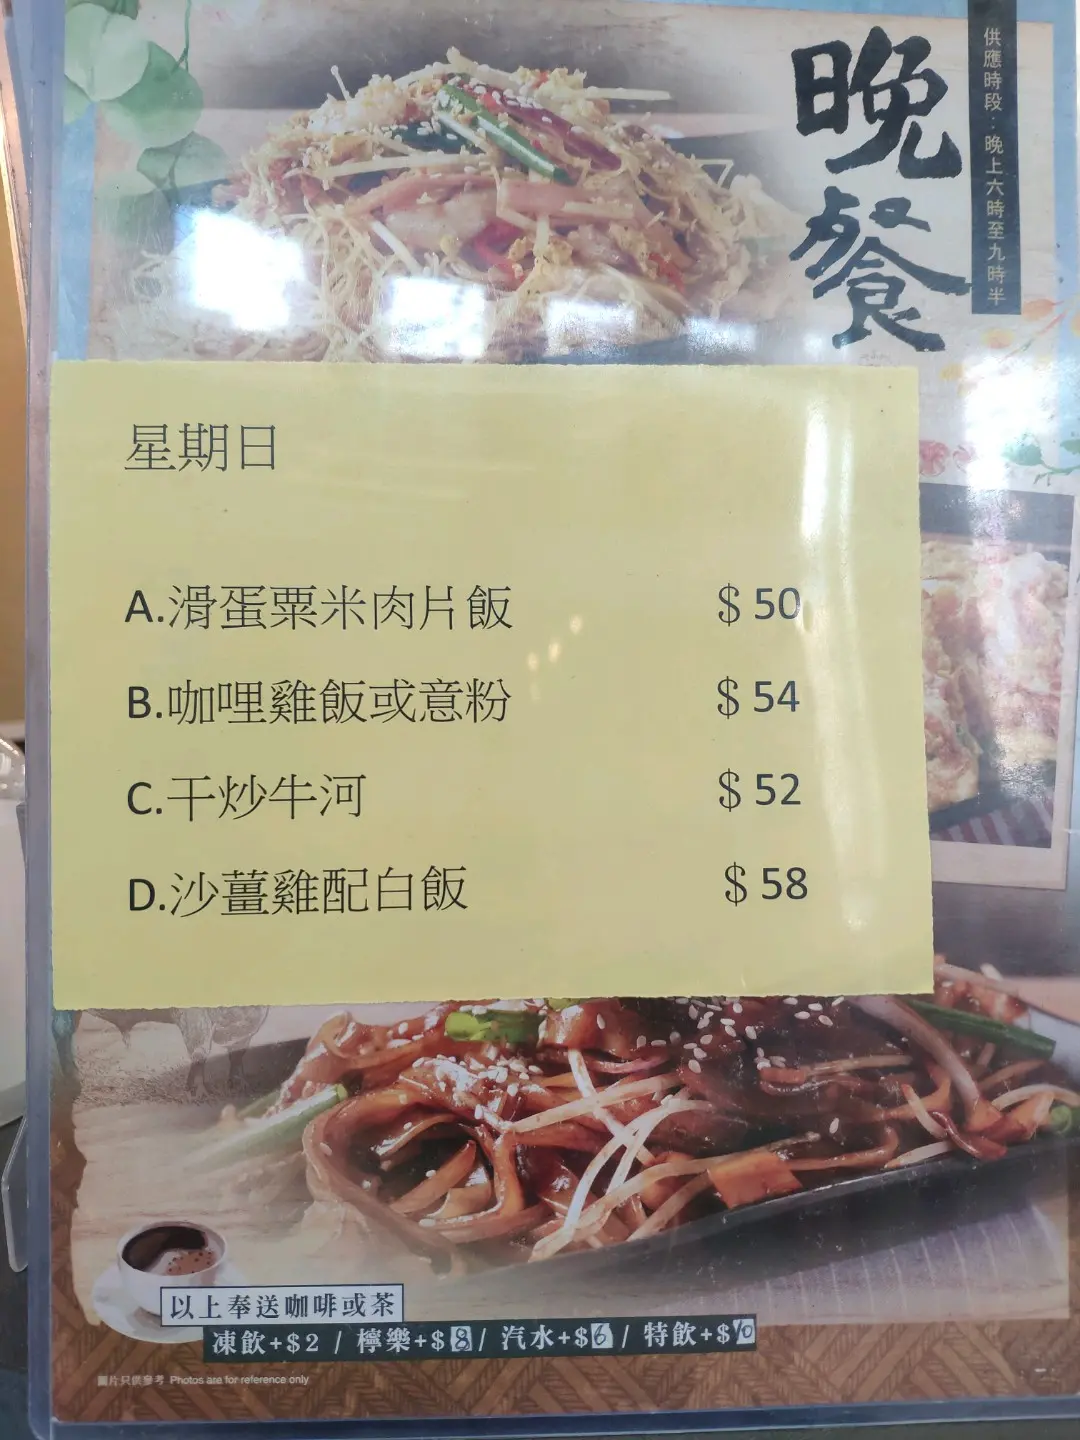 晚餐
供應時段：晚上六時至九時半
星期日
A.滑蛋粟米肉片飯 $50
B.咖哩雞飯或意粉 $54
C.干炒牛河 $52
D.沙薑雞配白飯 $58
以上奉送咖啡或茶
凍飲+$2 / 檸樂+$8 / 汽水+$6 / 特飲+$10
圖片只供參考 Photos are for reference only